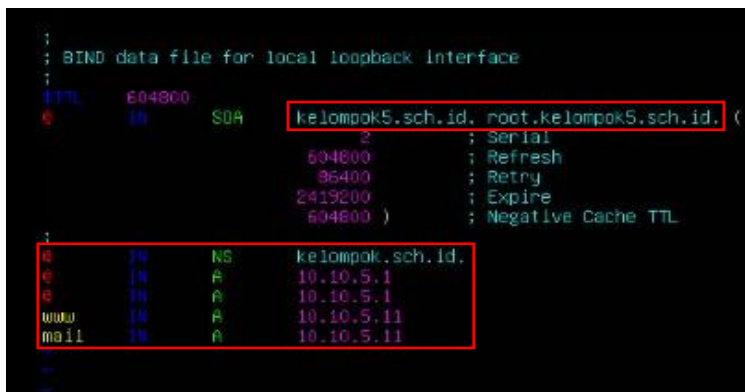 ;
; BIND data file for local loopback interface
;
$TTL 604800
@ IN SOA kelompok5.sch.id. root.kelompok5.sch.id. (
2 ; Serial
604800 ; Refresh
86400 ; Retry
2419200 ; Expire
604800 ) ; Negative Cache TTL
;
@ IN NS kelompok.sch.id.
@ IN A 10.10.5.1
@ IN A 10.10.5.1
www IN A 10.10.5.11
mail IN A 10.10.5.11
~
~